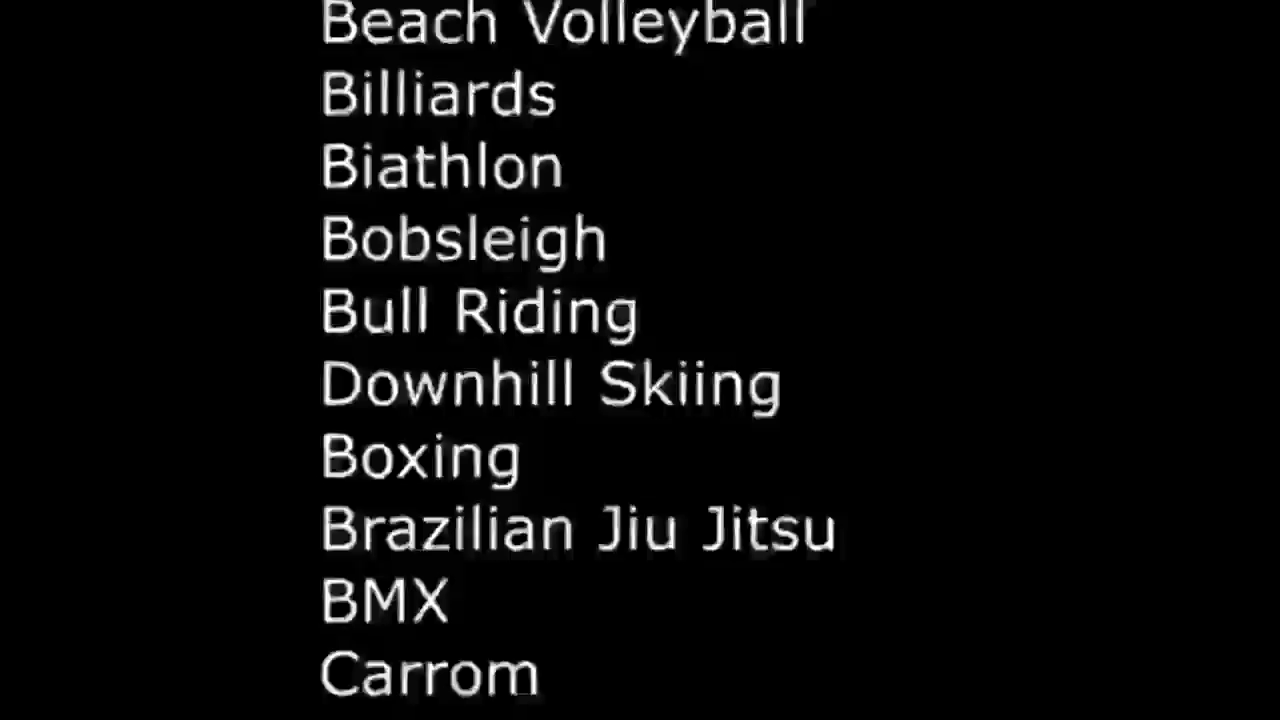 Beach Volleyball
Billiards
Biathlon
Bobsleigh
Bull Riding
Downhill Skiing
Boxing
Brazilian Jiu Jitsu
BMX
Carrom